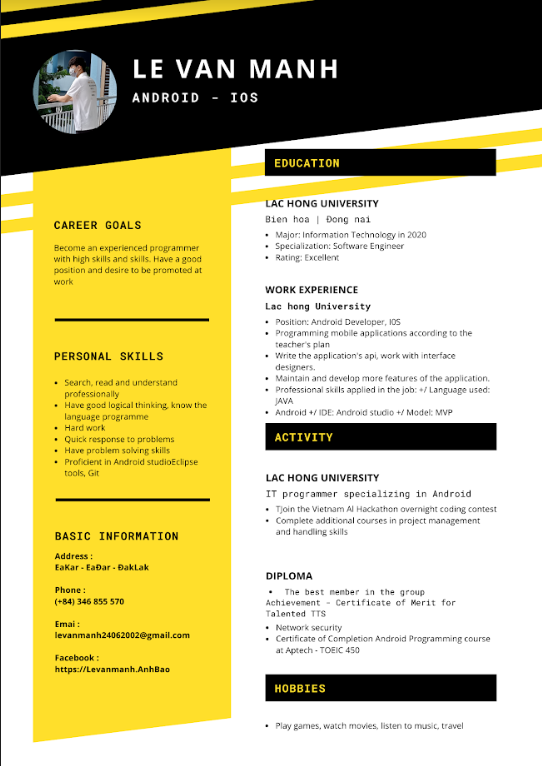 LE VAN MANH
ANDROID - IOS
CAREER GOALS
Become an experienced programmer
with high skills and skills. Have a good
position and desire to be promoted at
work
PERSONAL SKILLS
• Search, read and understand
professionally
• Have good logical thinking, know the
language programme
• Hard work
• Quick response to problems
• Have problem solving skills
• Proficient in Android studioEclipse
tools, Git
BASIC INFORMATION
Address :
EaKar - EaĐar - ĐakLak
Phone :
(+84) 346 855 570
Emai :
levanmanh24062002@gmail.com
Facebook :
https://Levanmanh.AnhBao
EDUCATION
LAC HONG UNIVERSITY
Bien hoa | Đong nai
• Major: Information Technology in 2020
• Specialization: Software Engineer
• Rating: Excellent
WORK EXPERIENCE
Lac hong University
• Position: Android Developer, I0S
• Programming mobile applications according to the
teacher's plan
• Write the application's api, work with interface
designers.
• Maintain and develop more features of the application.
• Professional skills applied in the job: +/ Language used:
JAVA
• Android +/ IDE: Android studio +/ Model: MVP
ACTIVITY
LAC HONG UNIVERSITY
IT programmer specializing in Android
• TJoin the Vietnam AI Hackathon overnight coding contest
• Complete additional courses in project management
and handling skills
DIPLOMA
• The best member in the group
Achievement - Certificate of Merit for
Talented TTS
• Network security
• Certificate of Completion Android Programming course
at Aptech - TOEIC 450
HOBBIES
• Play games, watch movies, listen to music, travel